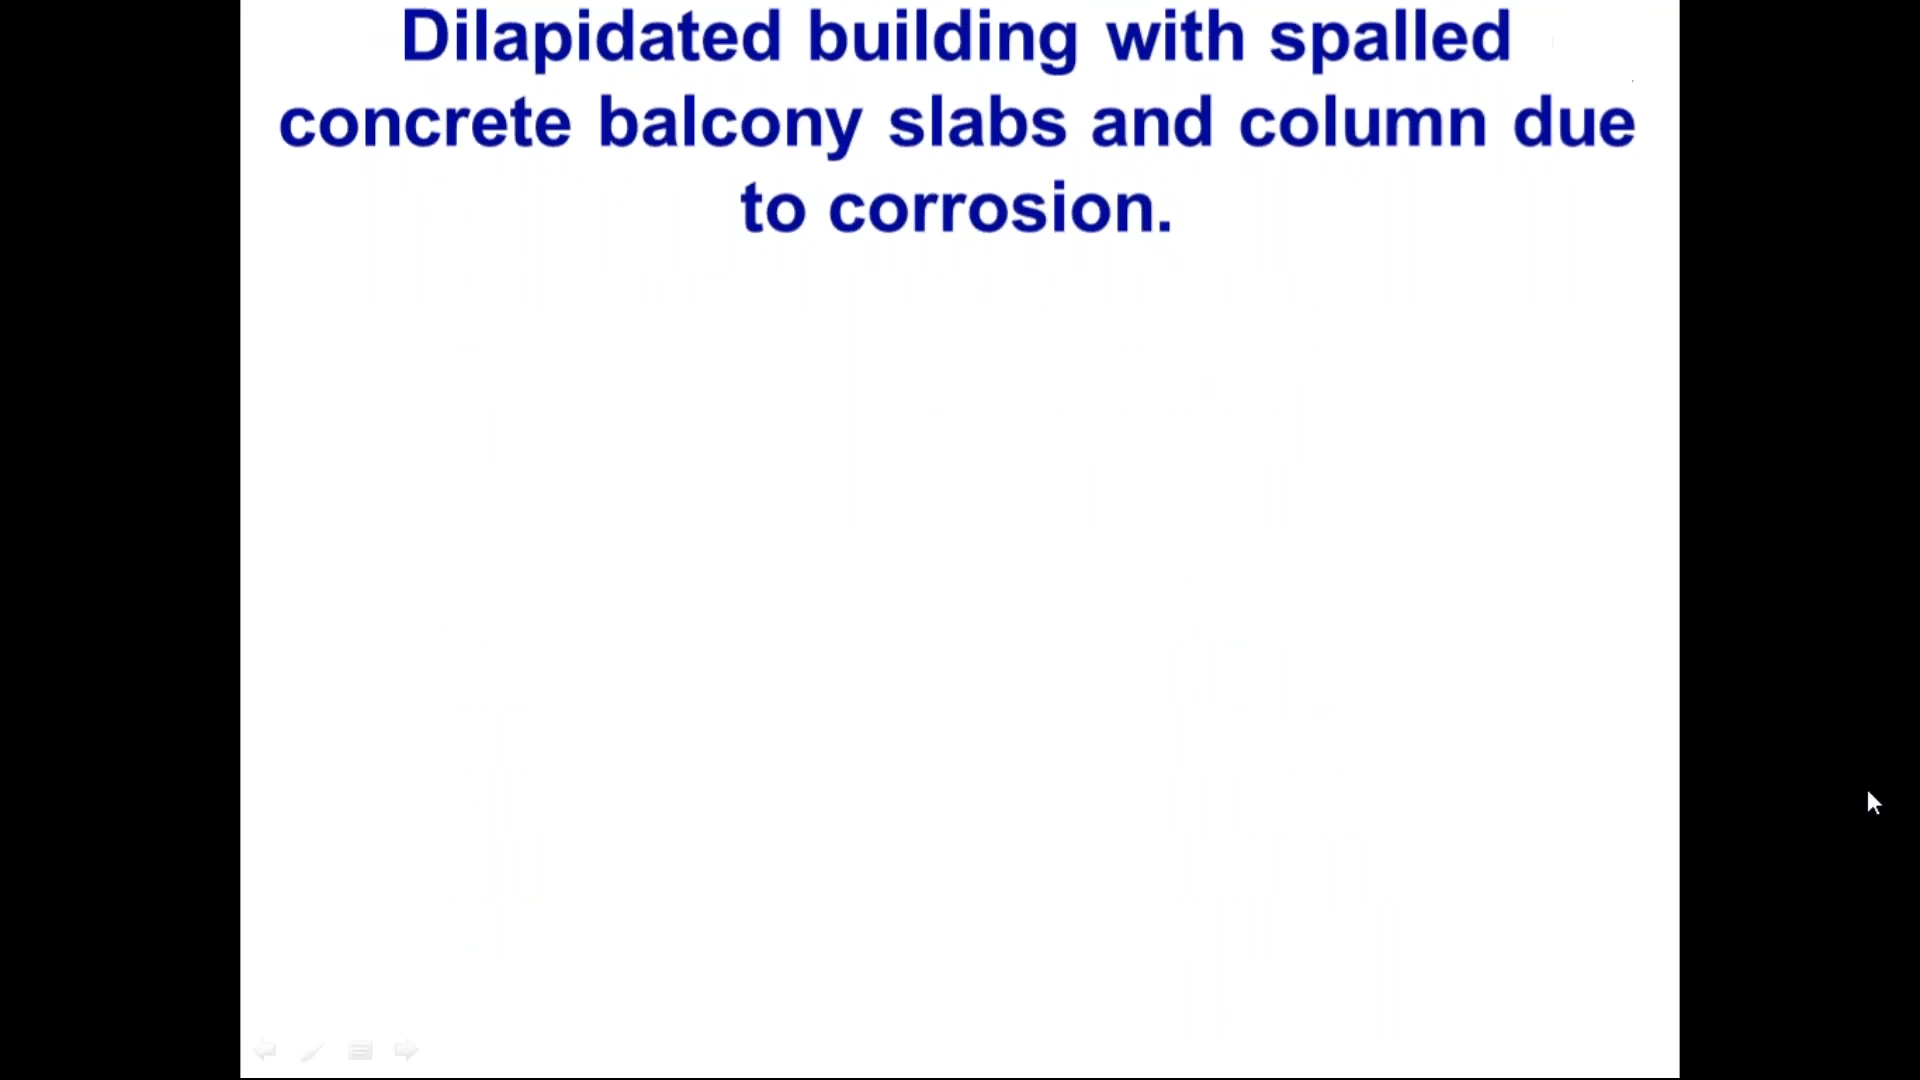 Dilapidated building with spalled
concrete balcony slabs and column due
to corrosion.